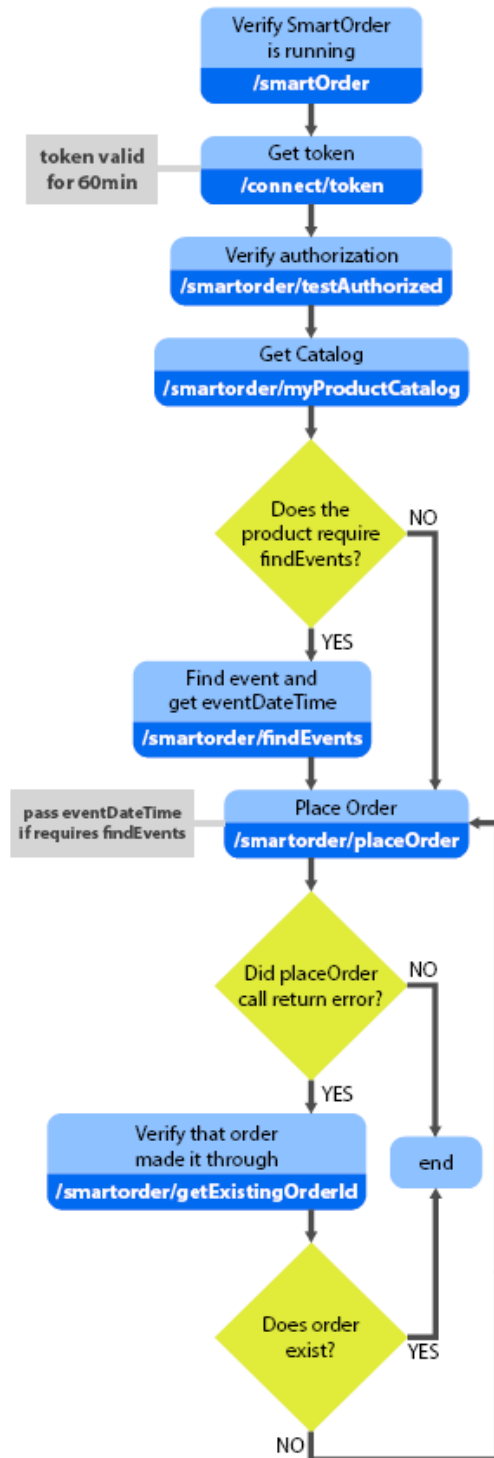 Verify SmartOrder
is running
/smartOrder
token valid
for 60min
Get token
/connect/token
Verify authorization
/smartorder/testAuthorized
Get Catalog
/smartorder/myProductCatalog
Does the
product require
findEvents?
NO
YES
Find event and
get eventDateTime
/smartorder/findEvents
pass eventDateTime
if requires findEvents
Place Order
/smartorder/placeOrder
Did placeOrder
call return error?
NO
YES
Verify that order
made it through
/smartorder/getExistingOrderId
end
Does order
exist?
YES
NO